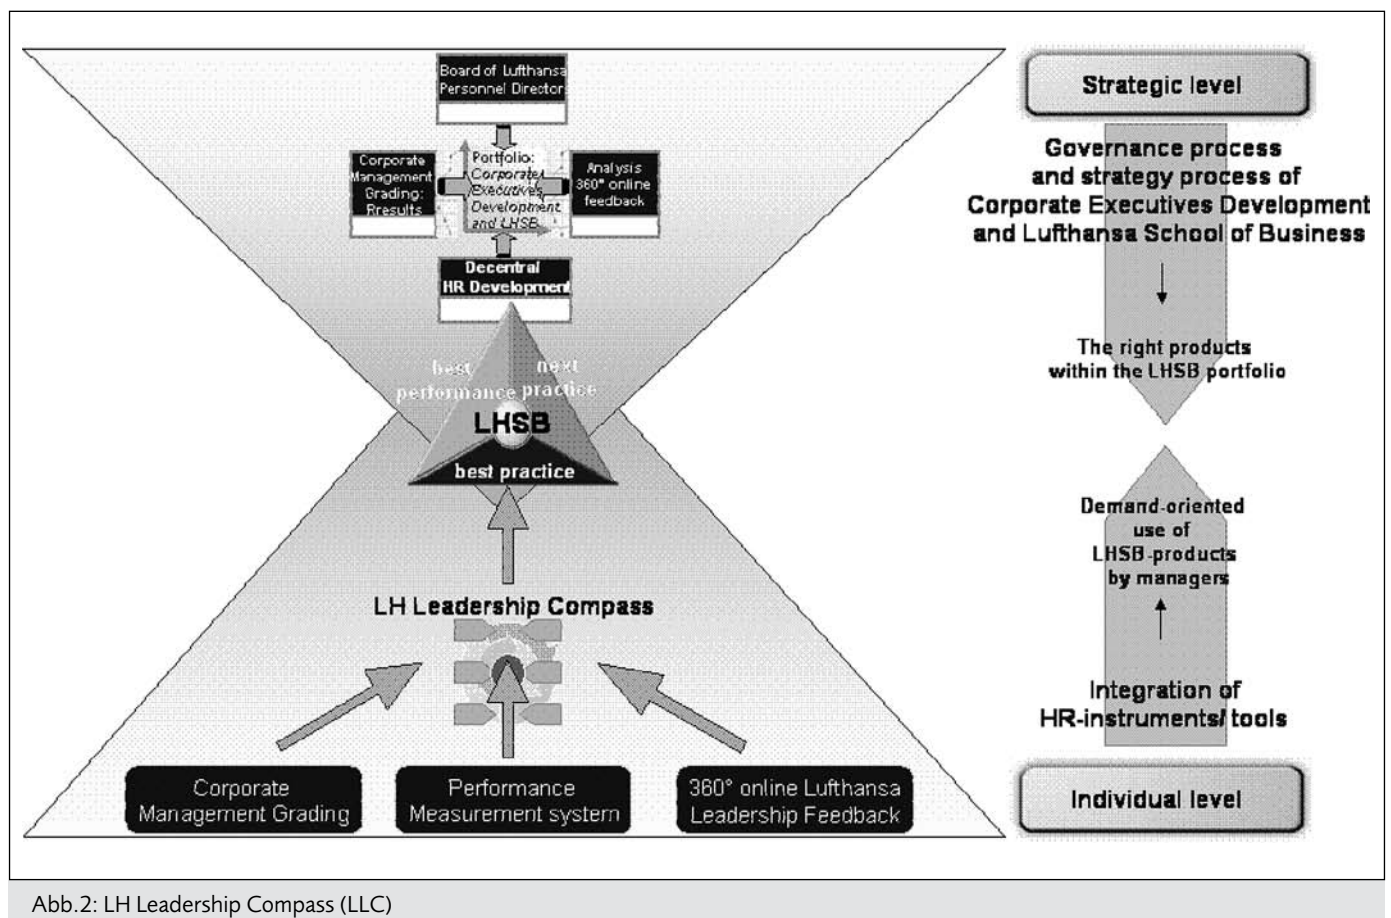 Board of Lufthansa
Personnel Director
Corporate
Management
Grading:
Rresults
Portfolio:
Corporate
Executives
Development
and LHSB
Analysis
360° online
feedback
Decentral
HR Development
best
performance
next
practice
LHSB
best practice
LH Leadership Compass
Corporate
Management Grading
Performance
Measurement system
360° online Lufthansa
Leadership Feedback
Strategic level
Governance process
and strategy process of
Corporate Executives Development
and Lufthansa School of Business
The right products
within the LHSB portfolio
Demand-oriented
use of
LHSB-products
by managers
Integration of
HR-instruments/ tools
Individual level
Abb.2: LH Leadership Compass (LLC)